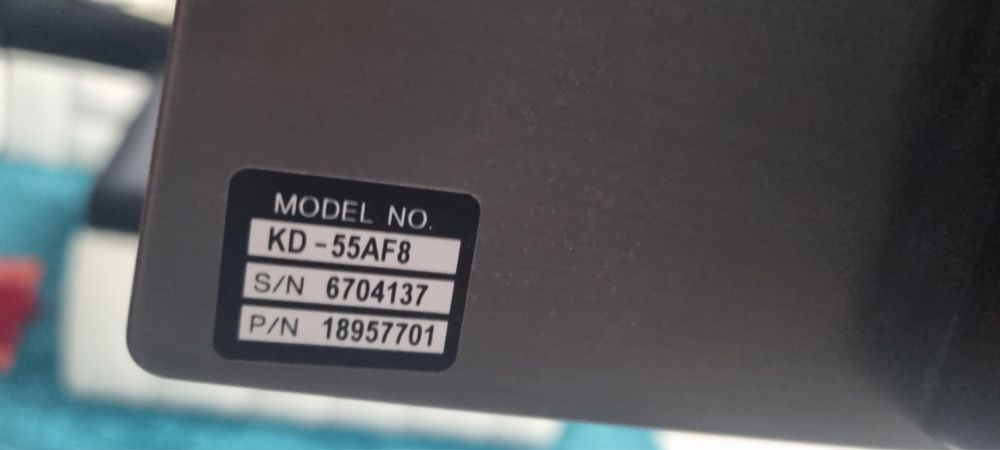 MODEL NO.
KD-55AF8
S/N 6704137
P/N 18957701